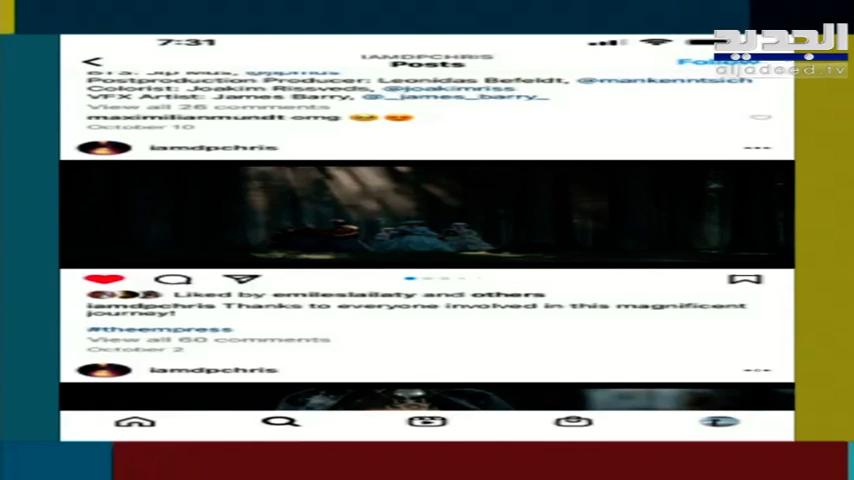 الجديد
aljadeed.tv
7:31
IAMDPCHRIS
Posts
Follow
Postproduction Producer: Leonidas Befeldt, @mankenntsich
Colorist: Joakim Rissveds, @joakimriss
VFX Artist: James Barry, @_james_barry_
View all 26 comments
maximilianmundt omg 🥹😍
October 10
iamdpchris
Liked by emileslailaty and others
iamdpchris Thanks to everyone involved in this magnificent
journey!
#theempress
View all 60 comments
October 2
iamdpchris